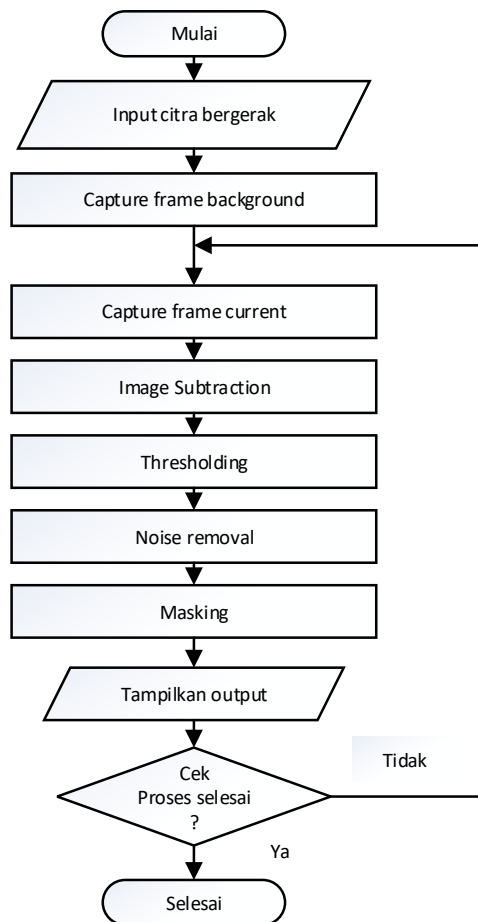 Mulai
Input citra bergerak
Capture frame background
Capture frame current
Image Subtraction
Thresholding
Noise removal
Masking
Tampilkan output
Cek
Proses selesai
?
Tidak
Ya
Selesai